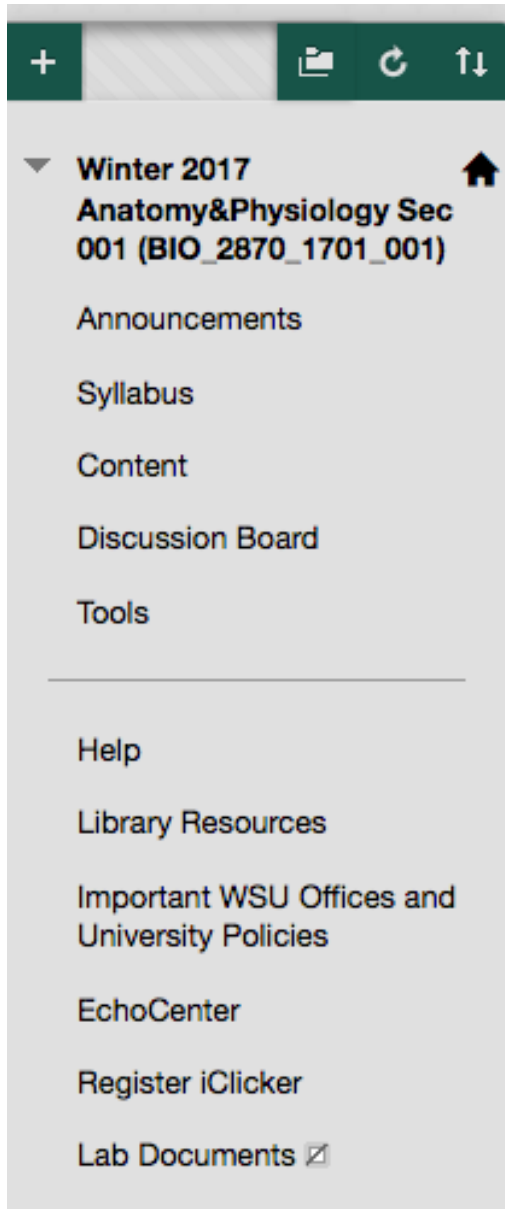 Winter 2017
Anatomy&Physiology Sec
001 (BIO_2870_1701_001)
Announcements
Syllabus
Content
Discussion Board
Tools
Help
Library Resources
Important WSU Offices and
University Policies
EchoCenter
Register iClicker
Lab Documents